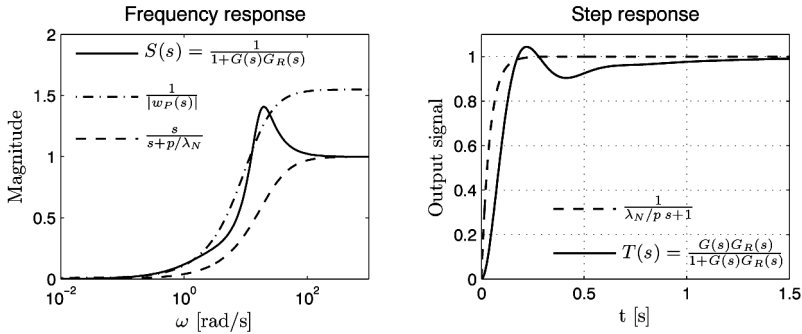 Frequency response
2
1.5
1
0.5
0
Magnitude
S(s) = 1/(1+G(s)G_R(s))
1/|w_P(s)|
s/(s+p/λ_N)
10^−2 10^0 10^2
ω [rad/s]
Step response
1
0.8
0.6
0.4
0.2
0
Output signal
1/(λ_N/p s+1)
T(s) = G(s)G_R(s)/(1+G(s)G_R(s))
0 0.5 1 1.5
t [s]